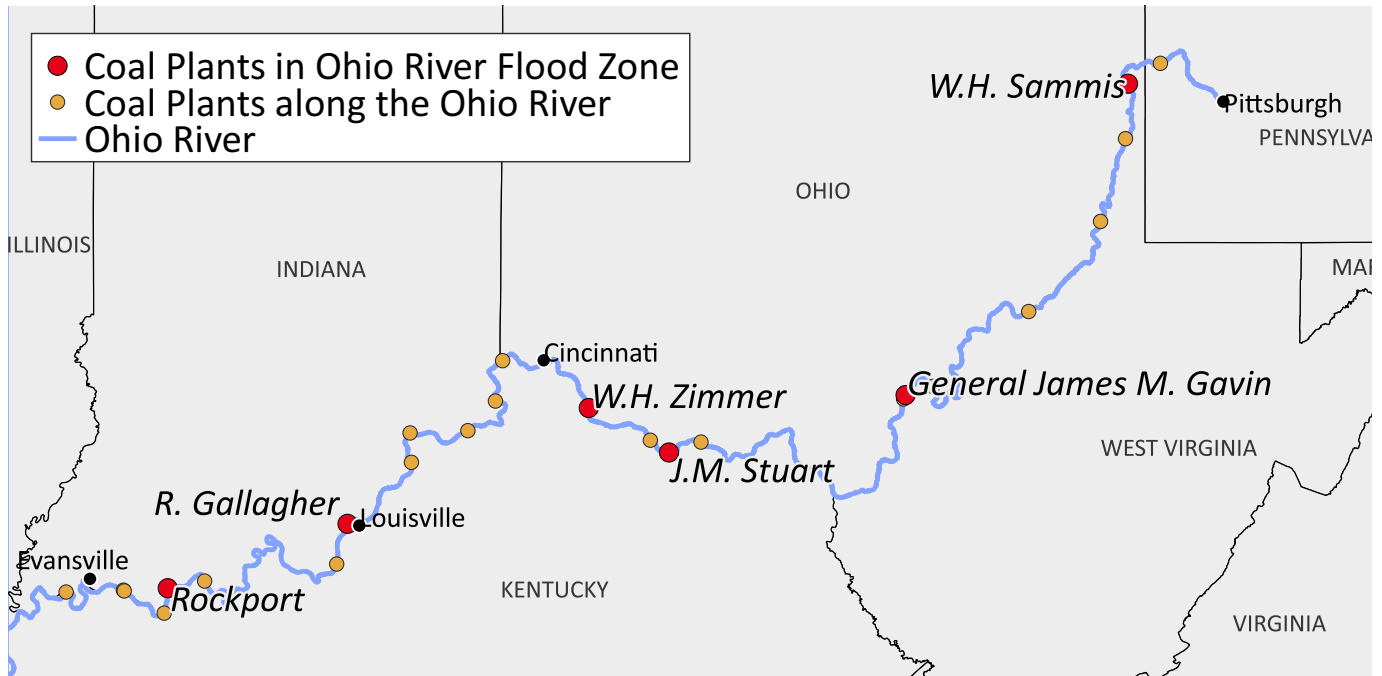 Coal Plants in Ohio River Flood Zone
Coal Plants along the Ohio River
Ohio River
W.H. Sammis
Pittsburgh
PENNSYLVA
OHIO
ILLINOIS
INDIANA
MAR
Cincinnati
General James M. Gavin
W.H. Zimmer
WEST VIRGINIA
J.M. Stuart
R. Gallagher
Louisville
Evansville
KENTUCKY
Rockport
VIRGINIA